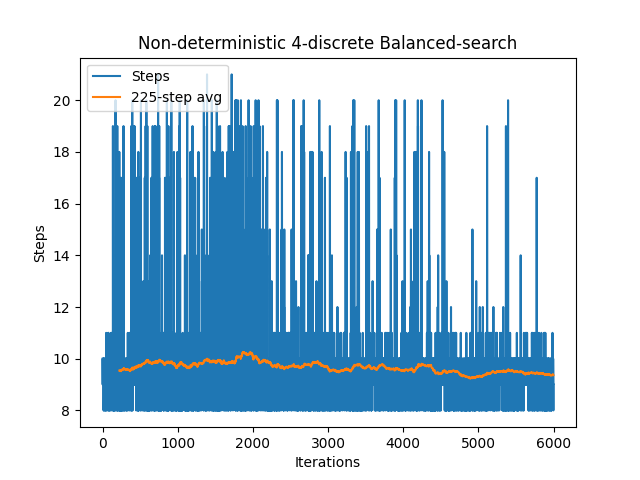 Non-deterministic 4-discrete Balanced-search
Steps
225-step avg
20
18
16
14
12
10
8
Steps
0 1000 2000 3000 4000 5000 6000
Iterations